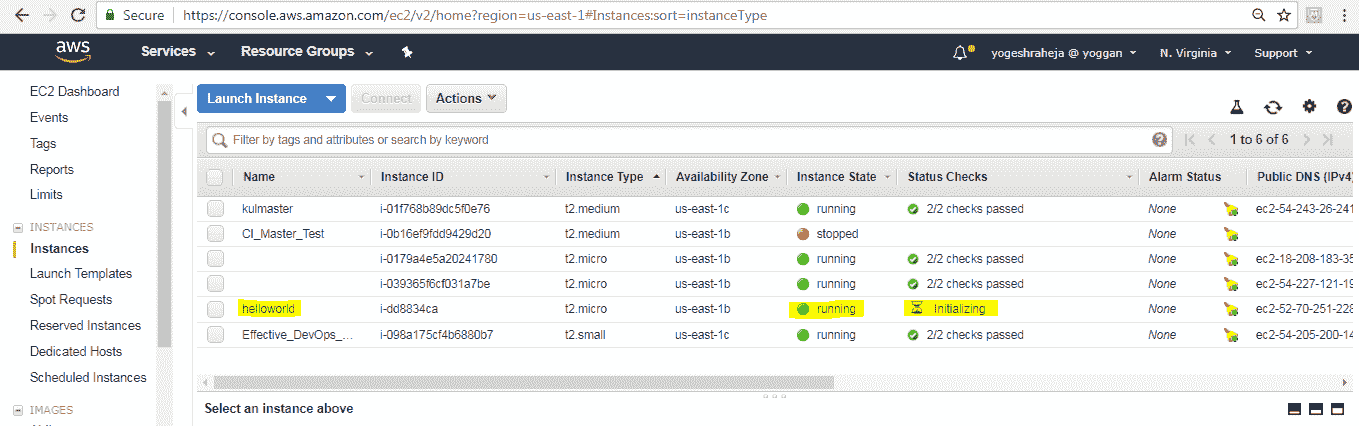 Secure https://console.aws.amazon.com/ec2/v2/home?region=us-east-1#Instances:sort=instanceType
aws Services Resource Groups yogeshraheja @ yoggan N. Virginia Support
EC2 Dashboard
Events
Tags
Reports
Limits
INSTANCES
Instances
Launch Templates
Spot Requests
Reserved Instances
Dedicated Hosts
Scheduled Instances
IMAGES
Launch Instance Connect Actions
Filter by tags and attributes or search by keyword 1 to 6 of 6
Name Instance ID Instance Type Availability Zone Instance State Status Checks Alarm Status Public DNS (IPv4)
kulmaster i-01f768b89dc5f0e76 t2.medium us-east-1c running 2/2 checks passed None ec2-54-243-26-241
CI_Master_Test i-0b16ef9fdd9429d20 t2.medium us-east-1b stopped None
i-0179a4e5a20241780 t2.micro us-east-1b running 2/2 checks passed None ec2-18-208-183-35
i-039365f6cf031a7be t2.micro us-east-1b running 2/2 checks passed None ec2-54-227-121-19
helloworld i-dd8834ca t2.micro us-east-1b running Initializing None ec2-52-70-251-228
Effective_DevOps_... i-098a175cf4b6880b7 t2.small us-east-1c running 2/2 checks passed None ec2-54-205-200-14
Select an instance above